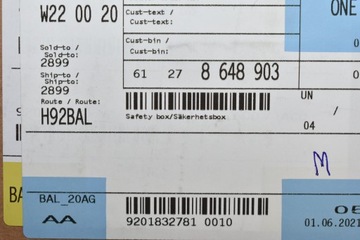 W22 00 20
Cust-text /
Cust-text:
ONE
Cust-bin /
Cust-bin:
Sold-to /
Sold-to:
2899
61 27 8 648 903
Ship-to /
Ship-to:
2899
Route / Route:
H92BAL
Safety box/Säkerhetsbox
UN
/
04
M
BA
BAL_20AG
AA
9201832781 0010
01.06.2021